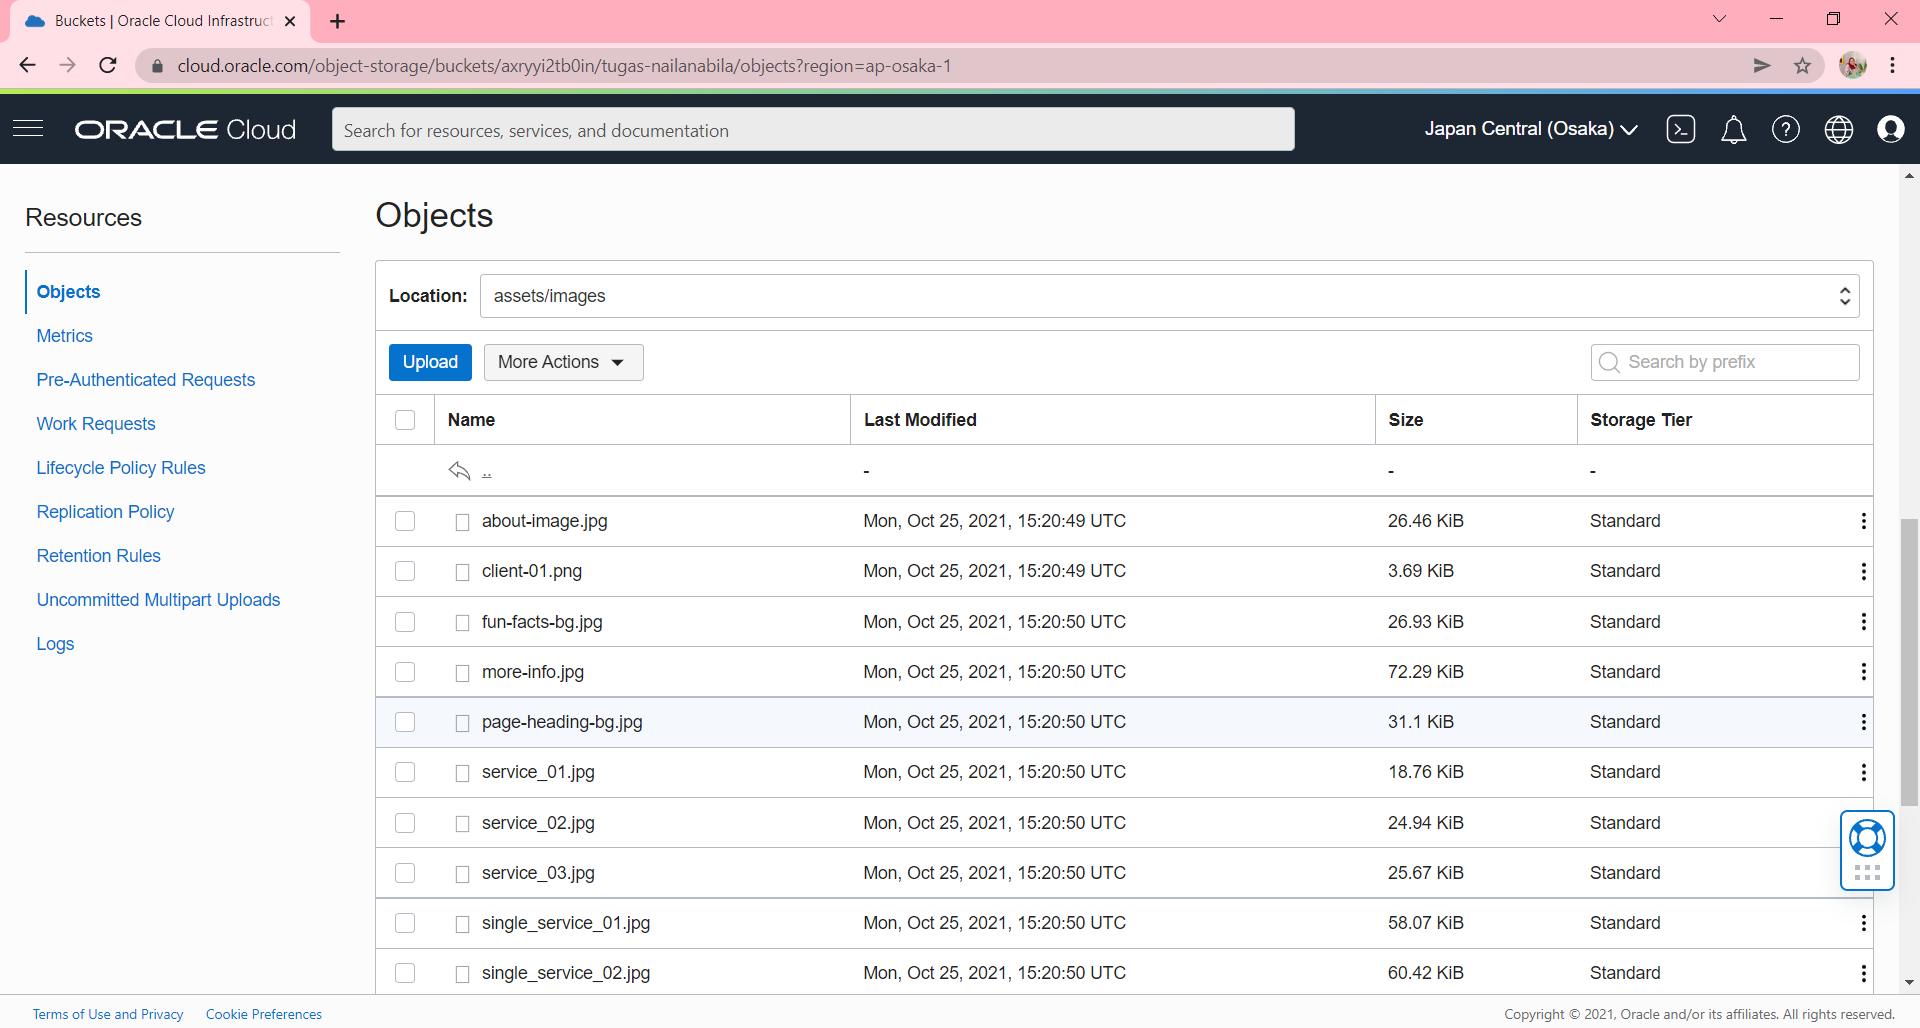 Buckets | Oracle Cloud Infrastruct
cloud.oracle.com/object-storage/buckets/axryyi2tb0in/tugas-nailanabila/objects?region=ap-osaka-1
ORACLE Cloud
Search for resources, services, and documentation
Japan Central (Osaka)
Resources
Objects
Metrics
Pre-Authenticated Requests
Work Requests
Lifecycle Policy Rules
Replication Policy
Retention Rules
Uncommitted Multipart Uploads
Logs
Objects
Location: assets/images
Upload More Actions Search by prefix
Name Last Modified Size Storage Tier
.. - - -
about-image.jpg Mon, Oct 25, 2021, 15:20:49 UTC 26.46 KiB Standard
client-01.png Mon, Oct 25, 2021, 15:20:49 UTC 3.69 KiB Standard
fun-facts-bg.jpg Mon, Oct 25, 2021, 15:20:50 UTC 26.93 KiB Standard
more-info.jpg Mon, Oct 25, 2021, 15:20:50 UTC 72.29 KiB Standard
page-heading-bg.jpg Mon, Oct 25, 2021, 15:20:50 UTC 31.1 KiB Standard
service_01.jpg Mon, Oct 25, 2021, 15:20:50 UTC 18.76 KiB Standard
service_02.jpg Mon, Oct 25, 2021, 15:20:50 UTC 24.94 KiB Standard
service_03.jpg Mon, Oct 25, 2021, 15:20:50 UTC 25.67 KiB Standard
single_service_01.jpg Mon, Oct 25, 2021, 15:20:50 UTC 58.07 KiB Standard
single_service_02.jpg Mon, Oct 25, 2021, 15:20:50 UTC 60.42 KiB Standard
Terms of Use and Privacy Cookie Preferences
Copyright © 2021, Oracle and/or its affiliates. All rights reserved.